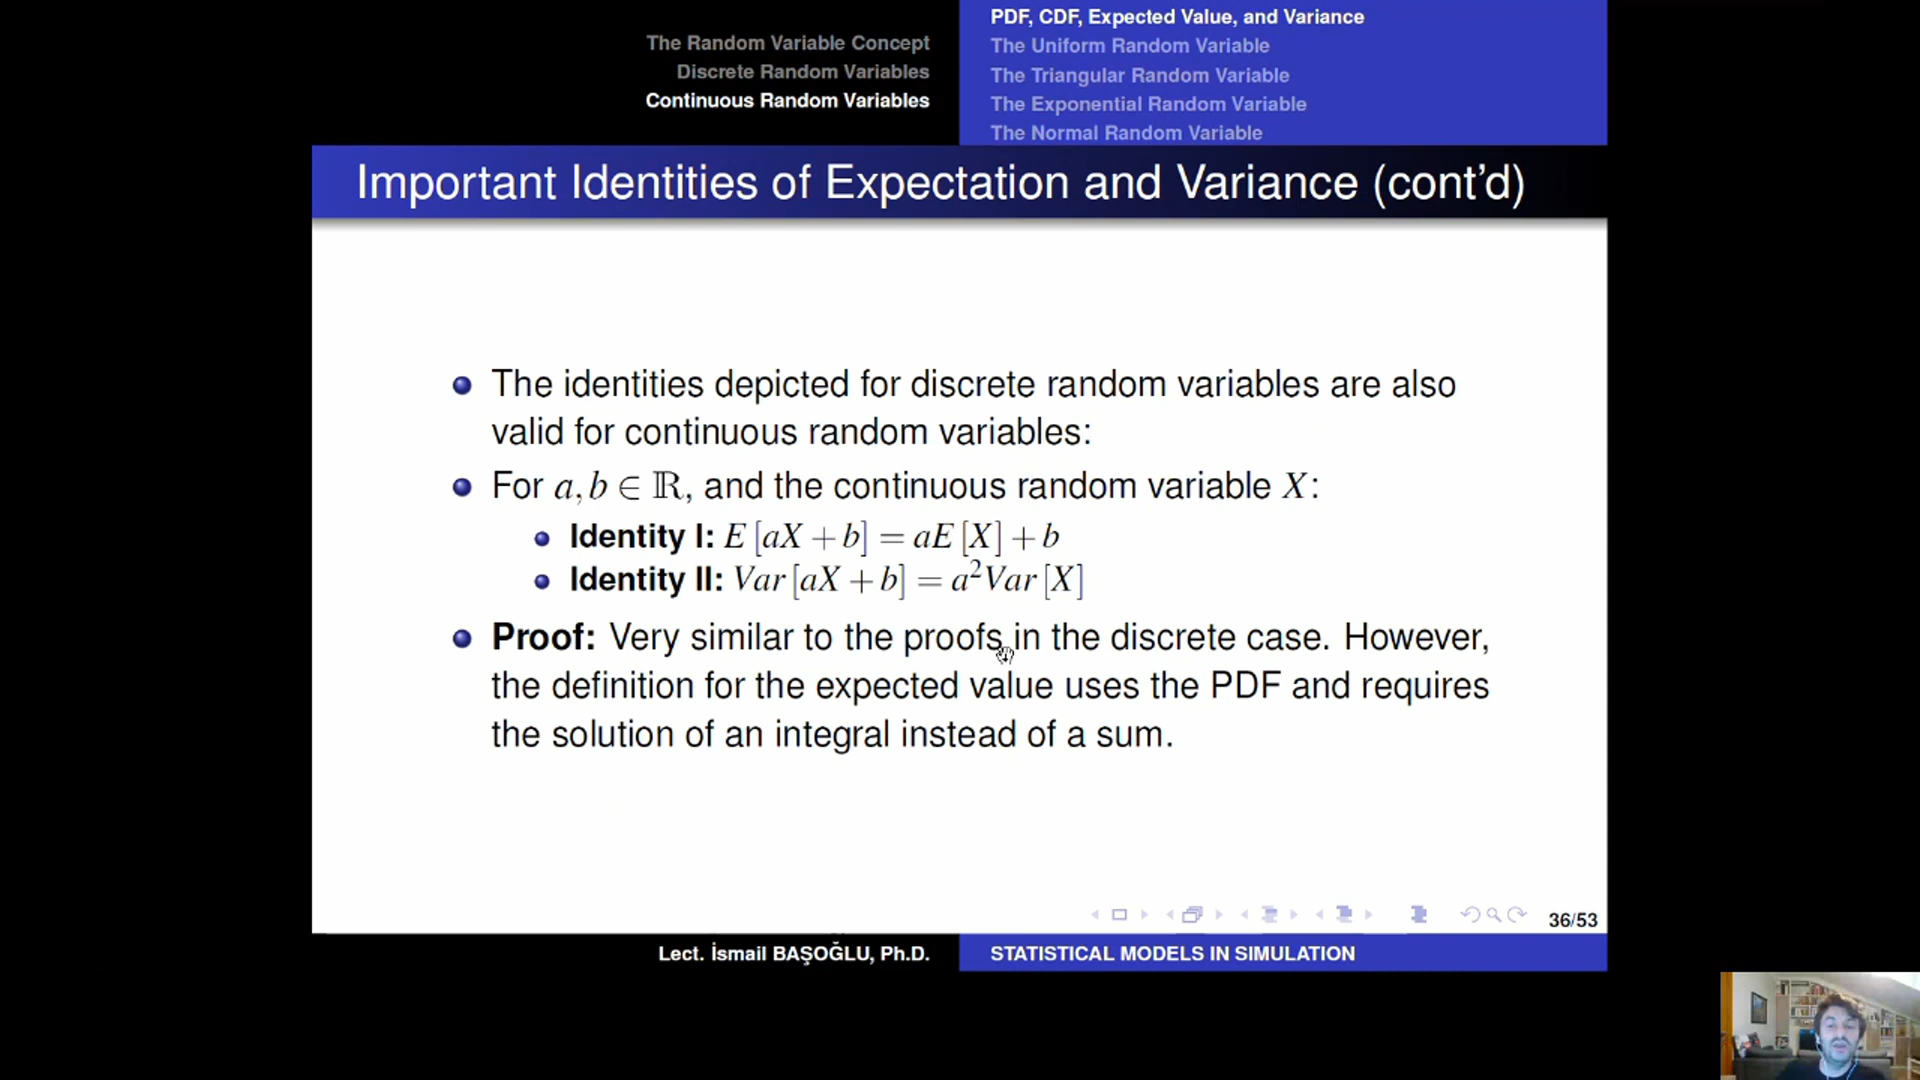 The Random Variable Concept
Discrete Random Variables
Continuous Random Variables
PDF, CDF, Expected Value, and Variance
The Uniform Random Variable
The Triangular Random Variable
The Exponential Random Variable
The Normal Random Variable
Important Identities of Expectation and Variance (cont'd)
The identities depicted for discrete random variables are also
valid for continuous random variables:
For a, b ∈ ℝ, and the continuous random variable X:
Identity I: E [aX + b] = aE [X] + b
Identity II: Var [aX + b] = a²Var [X]
Proof: Very similar to the proofs in the discrete case. However,
the definition for the expected value uses the PDF and requires
the solution of an integral instead of a sum.
36/53
Lect. İsmail BAŞOĞLU, Ph.D.
STATISTICAL MODELS IN SIMULATION